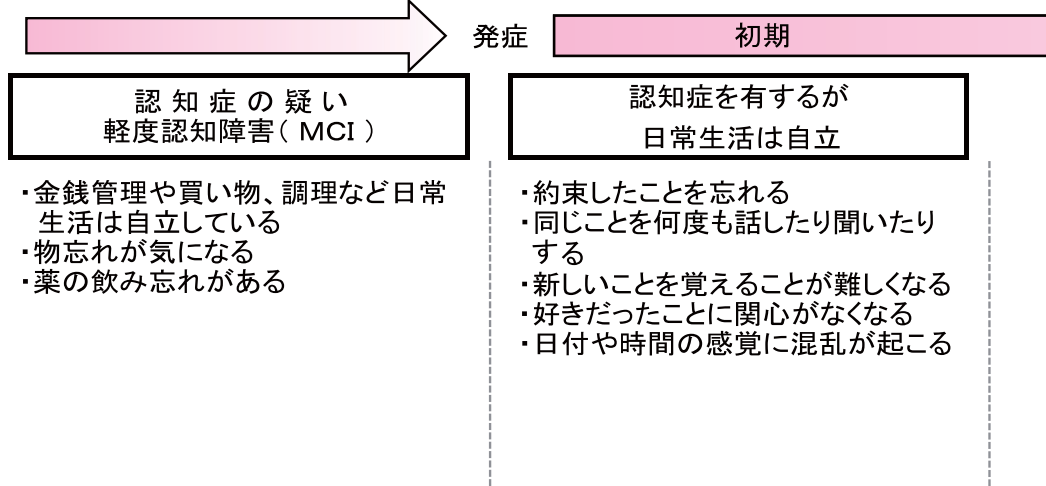 発症
初期
認知症の疑い
軽度認知障害(MCI)
・金銭管理や買い物、調理など日常
生活は自立している
・物忘れが気になる
・薬の飲み忘れがある
認知症を有するが
日常生活は自立
・約束したことを忘れる
・同じことを何度も話したり聞いたり
する
・新しいことを覚えることが難しくなる
・好きだったことに関心がなくなる
・日付や時間の感覚に混乱が起こる